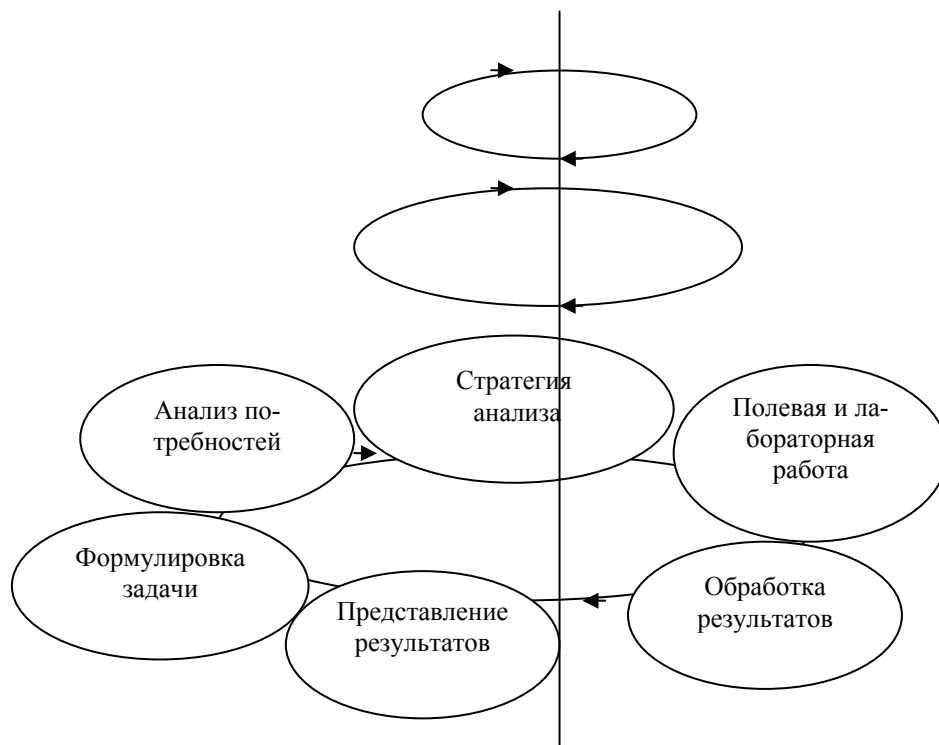 Стратегия
анализа
Анализ по-
требностей
Полевая и ла-
бораторная
работа
Формулировка
задачи
Представление
результатов
Обработка
результатов